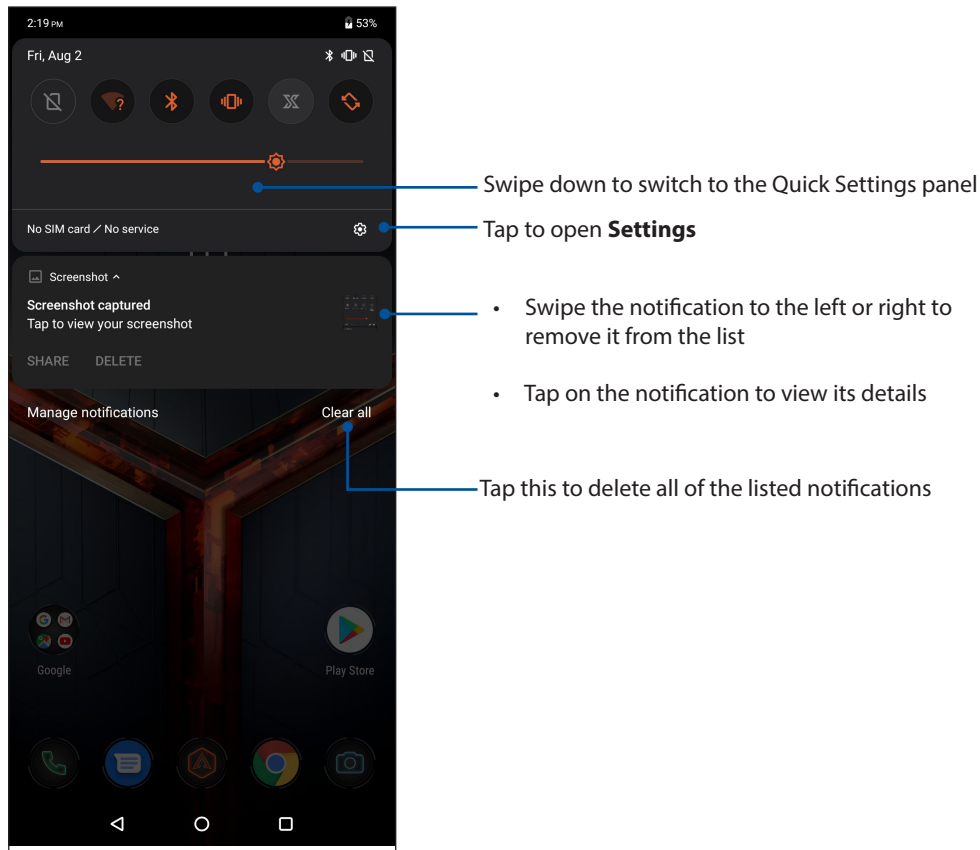 2:19 PM
53%
Fri, Aug 2
?
Swipe down to switch to the Quick Settings panel
No SIM card / No service
Tap to open Settings
Screenshot
Screenshot captured
Tap to view your screenshot
• Swipe the notification to the left or right to
remove it from the list
SHARE DELETE
• Tap on the notification to view its details
Manage notifications
Clear all
Tap this to delete all of the listed notifications
Google
Play Store